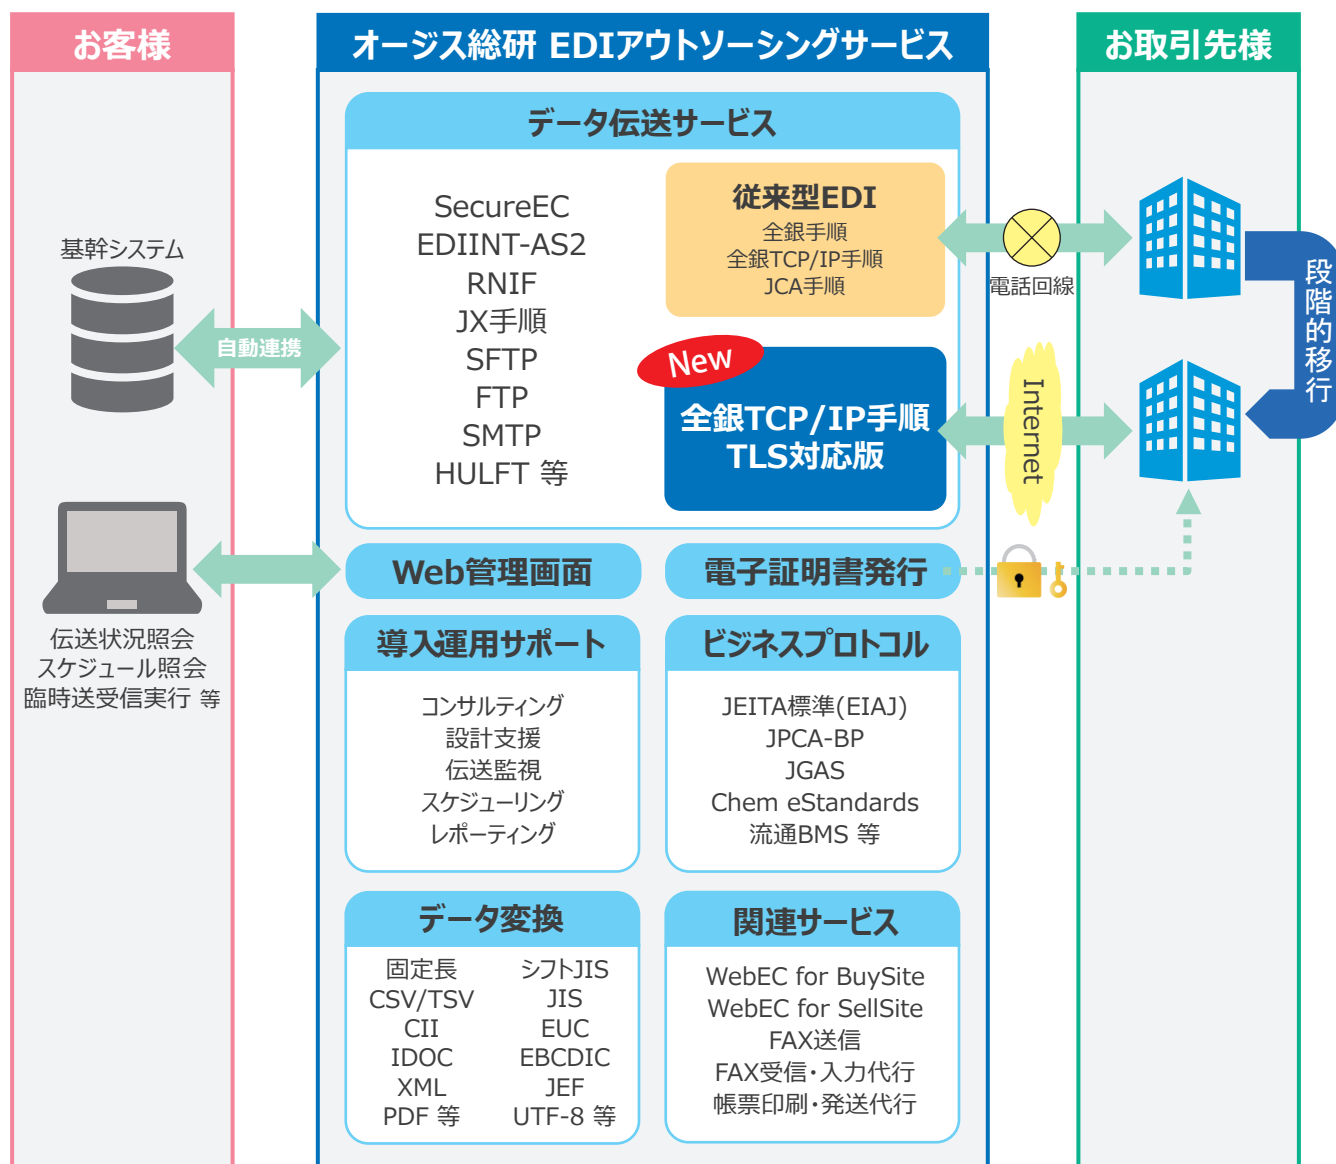 お客様
オージス総研 EDIアウトソーシングサービス
お取引先様
データ伝送サービス
SecureEC
EDIINT-AS2
RNIF
JX手順
SFTP
FTP
SMTP
HULFT 等
従来型EDI
全銀手順
全銀TCP/IP手順
JCA手順
New
全銀TCP/IP手順
TLS対応版
基幹システム
自動連携
電話回線
Internet
段階的移行
伝送状況照会
スケジュール照会
臨時送受信実行 等
Web管理画面
電子証明書発行
導入運用サポート
コンサルティング
設計支援
伝送監視
スケジューリング
レポーティング
ビジネスプロトコル
JEITA標準(EIAJ)
JPCA-BP
JGAS
Chem eStandards
流通BMS 等
データ変換
固定長
CSV/TSV
CII
IDOC
XML
PDF 等
シフトJIS
JIS
EUC
EBCDIC
JEF
UTF-8 等
関連サービス
WebEC for BuySite
WebEC for SellSite
FAX送信
FAX受信・入力代行
帳票印刷・発送代行